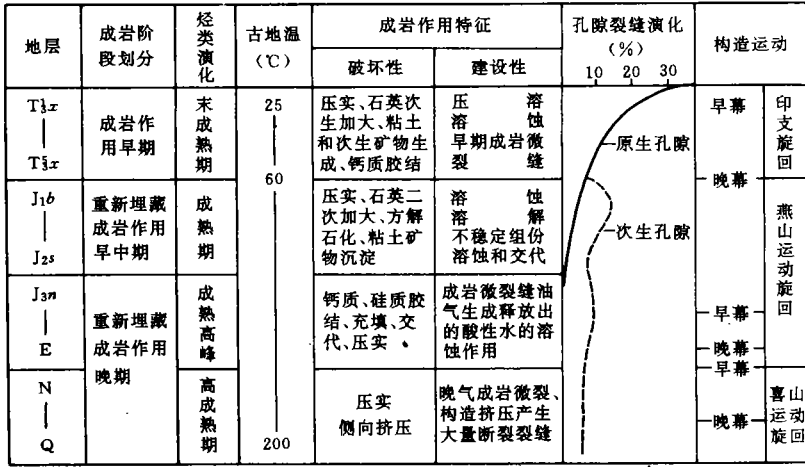 地层
成岩阶
段划分
烃类演化
古地温
(℃)
成岩作用特征
破坏性
建设性
孔隙裂缝演化
(%)
10 20 30
构造运动
T₃¹x
T₃⁵x
成岩作
用早期
末成熟期
25
60
压实、石英次
生加大、粘土
和次生矿物生
成、钙质胶结
压 溶
溶 蚀
早期成岩微
裂 缝
原生孔隙
早幕
晚幕
印支旋回
J₁b
J₂s
重新埋藏
成岩作用
早中期
成熟期
压实、石英二
次加大、方解
石化、粘土矿
物沉淀
溶 蚀
溶 解
不稳定组份
溶蚀和交代
次生孔隙
燕山运动旋回
J₃n
E
重新埋藏
成岩作用
晚期
成熟高峰
钙质、硅质胶
结、充填、交
代、压实
成岩微裂缝油
气生成释放出
的酸性水的溶
蚀作用
早幕
晚幕
早幕
N
Q
高成熟期
200
压实
侧向挤压
晚气成岩微裂、
构造挤压产生
大量断裂裂缝
晚幕
喜山
运动
旋回